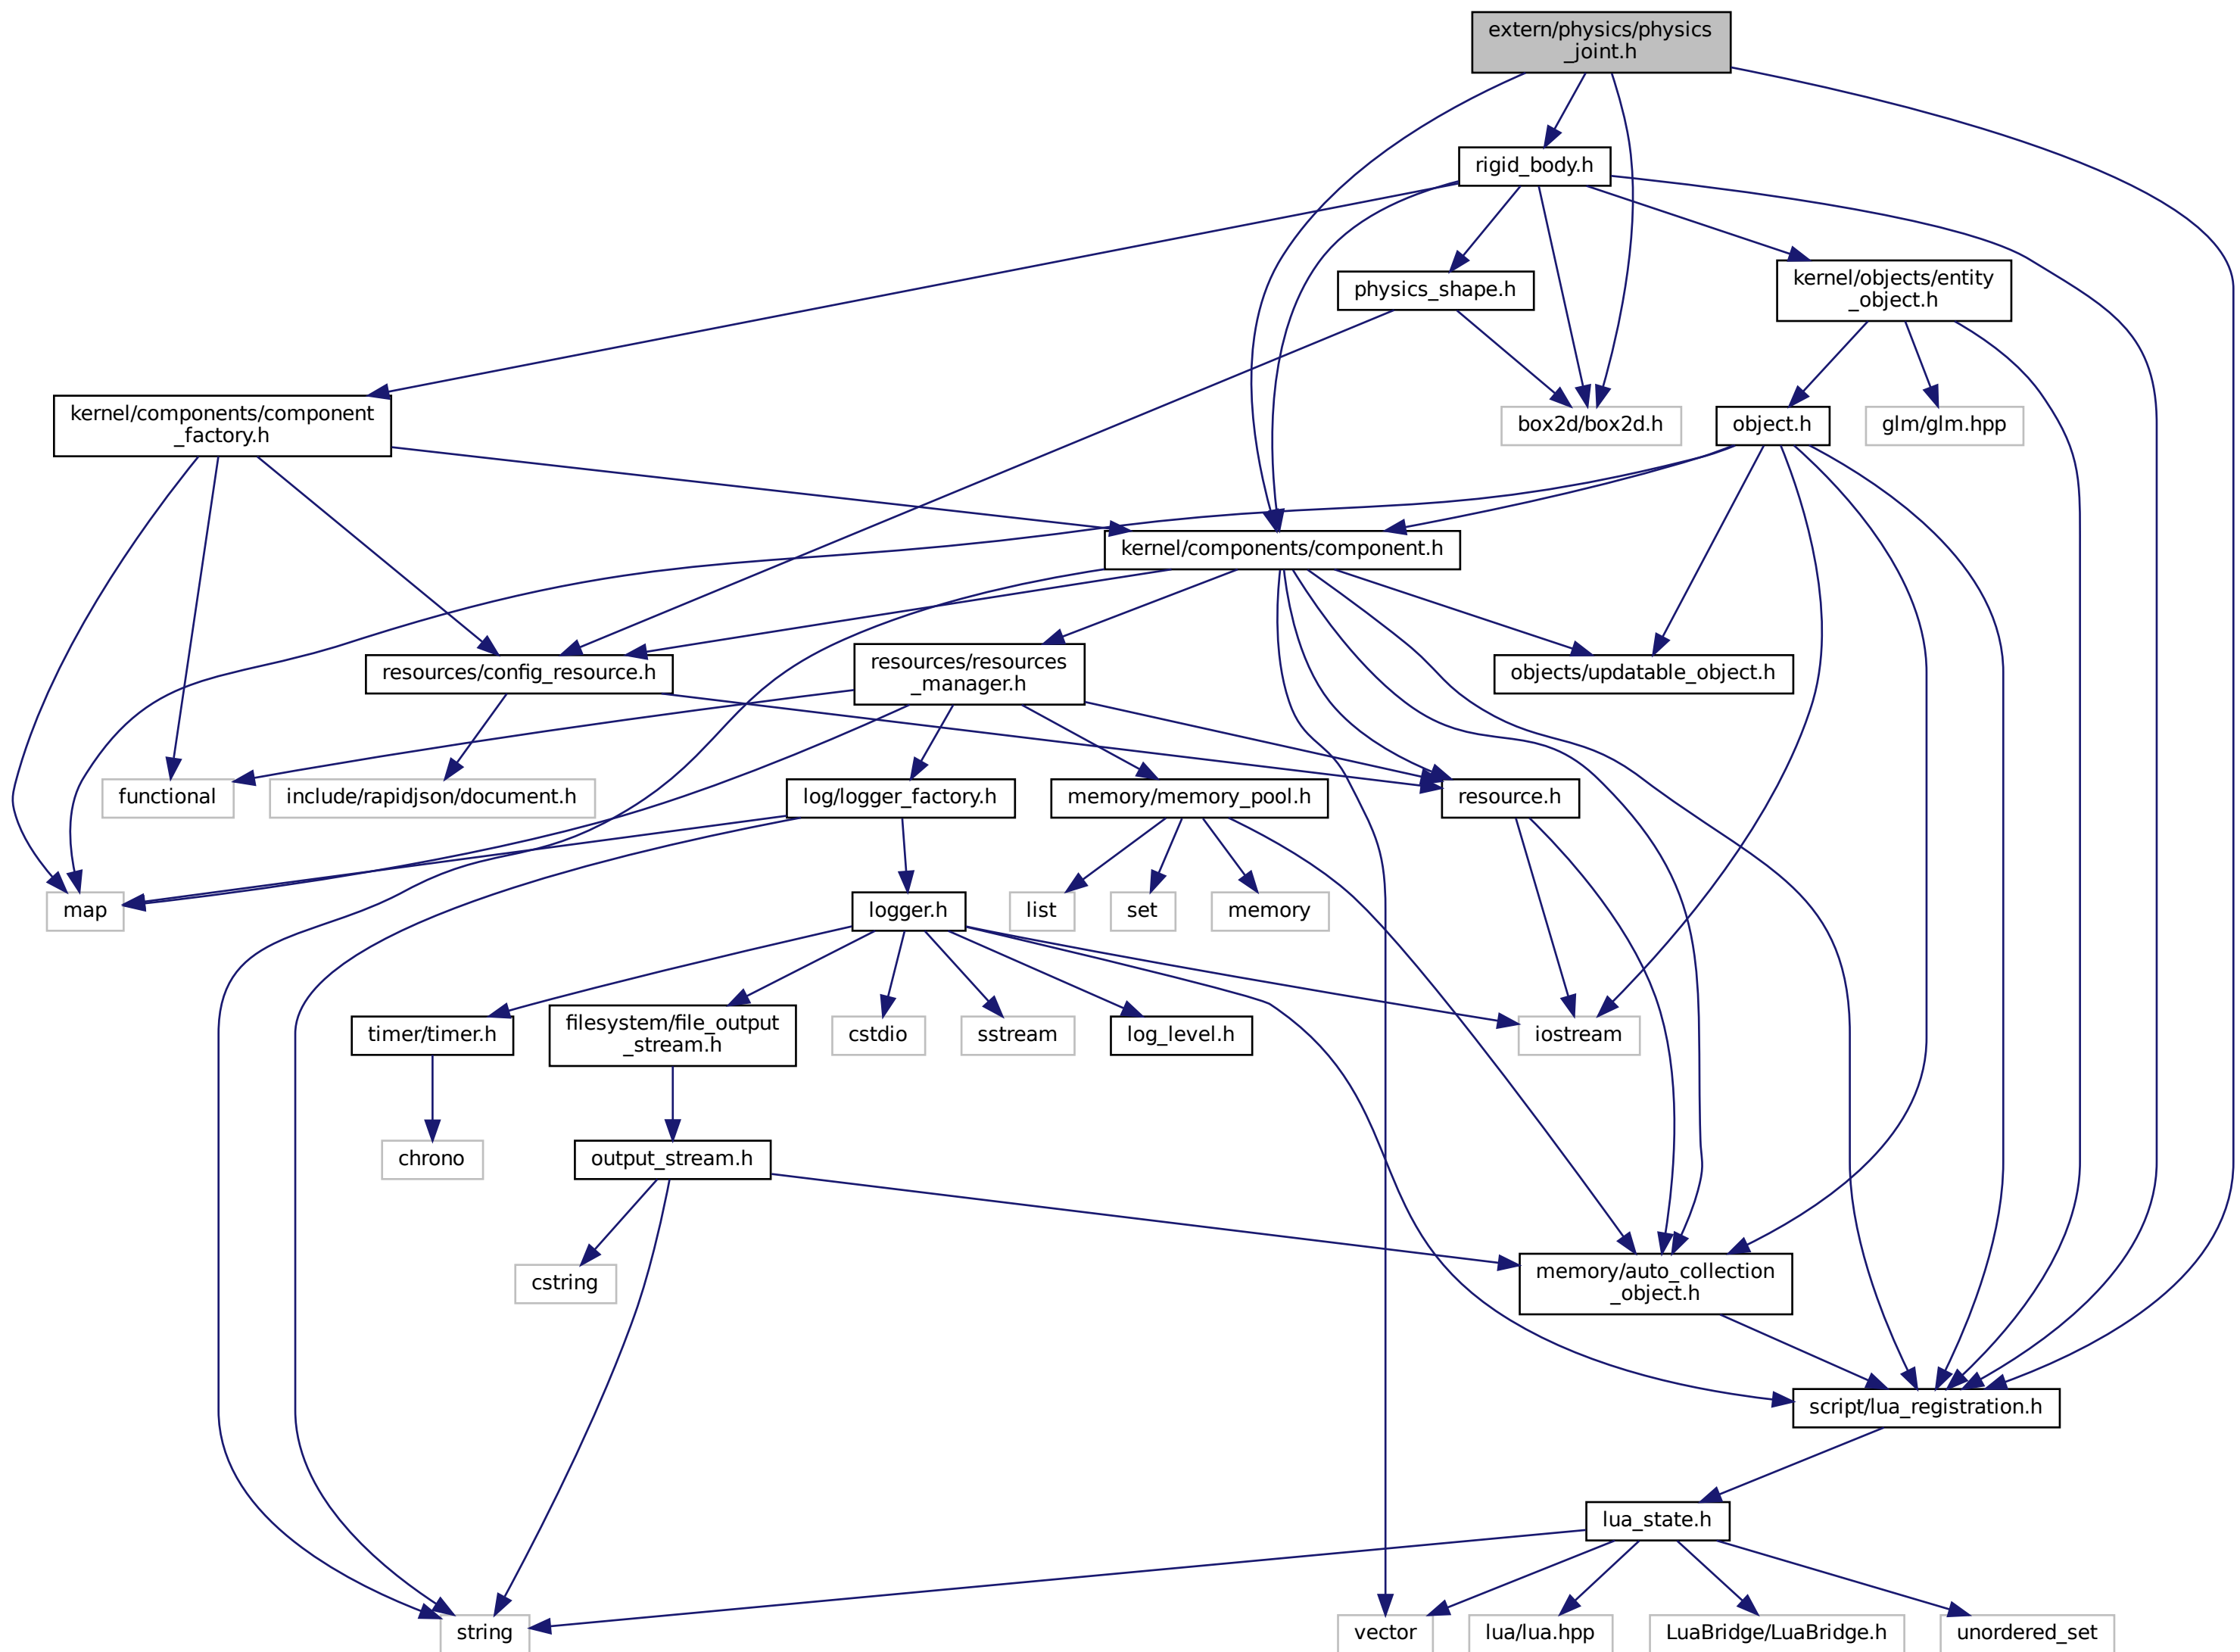 extern/physics/physics
_joint.h
rigid_body.h
physics_shape.h
kernel/objects/entity
_object.h
kernel/components/component
_factory.h
box2d/box2d.h
object.h
glm/glm.hpp
kernel/components/component.h
resources/config_resource.h
resources/resources
_manager.h
objects/updatable_object.h
functional
include/rapidjson/document.h
log/logger_factory.h
memory/memory_pool.h
resource.h
map
logger.h
list
set
memory
timer/timer.h
filesystem/file_output
_stream.h
cstdio
sstream
log_level.h
iostream
chrono
output_stream.h
cstring
memory/auto_collection
_object.h
script/lua_registration.h
lua_state.h
string
vector
lua/lua.hpp
LuaBridge/LuaBridge.h
unordered_set